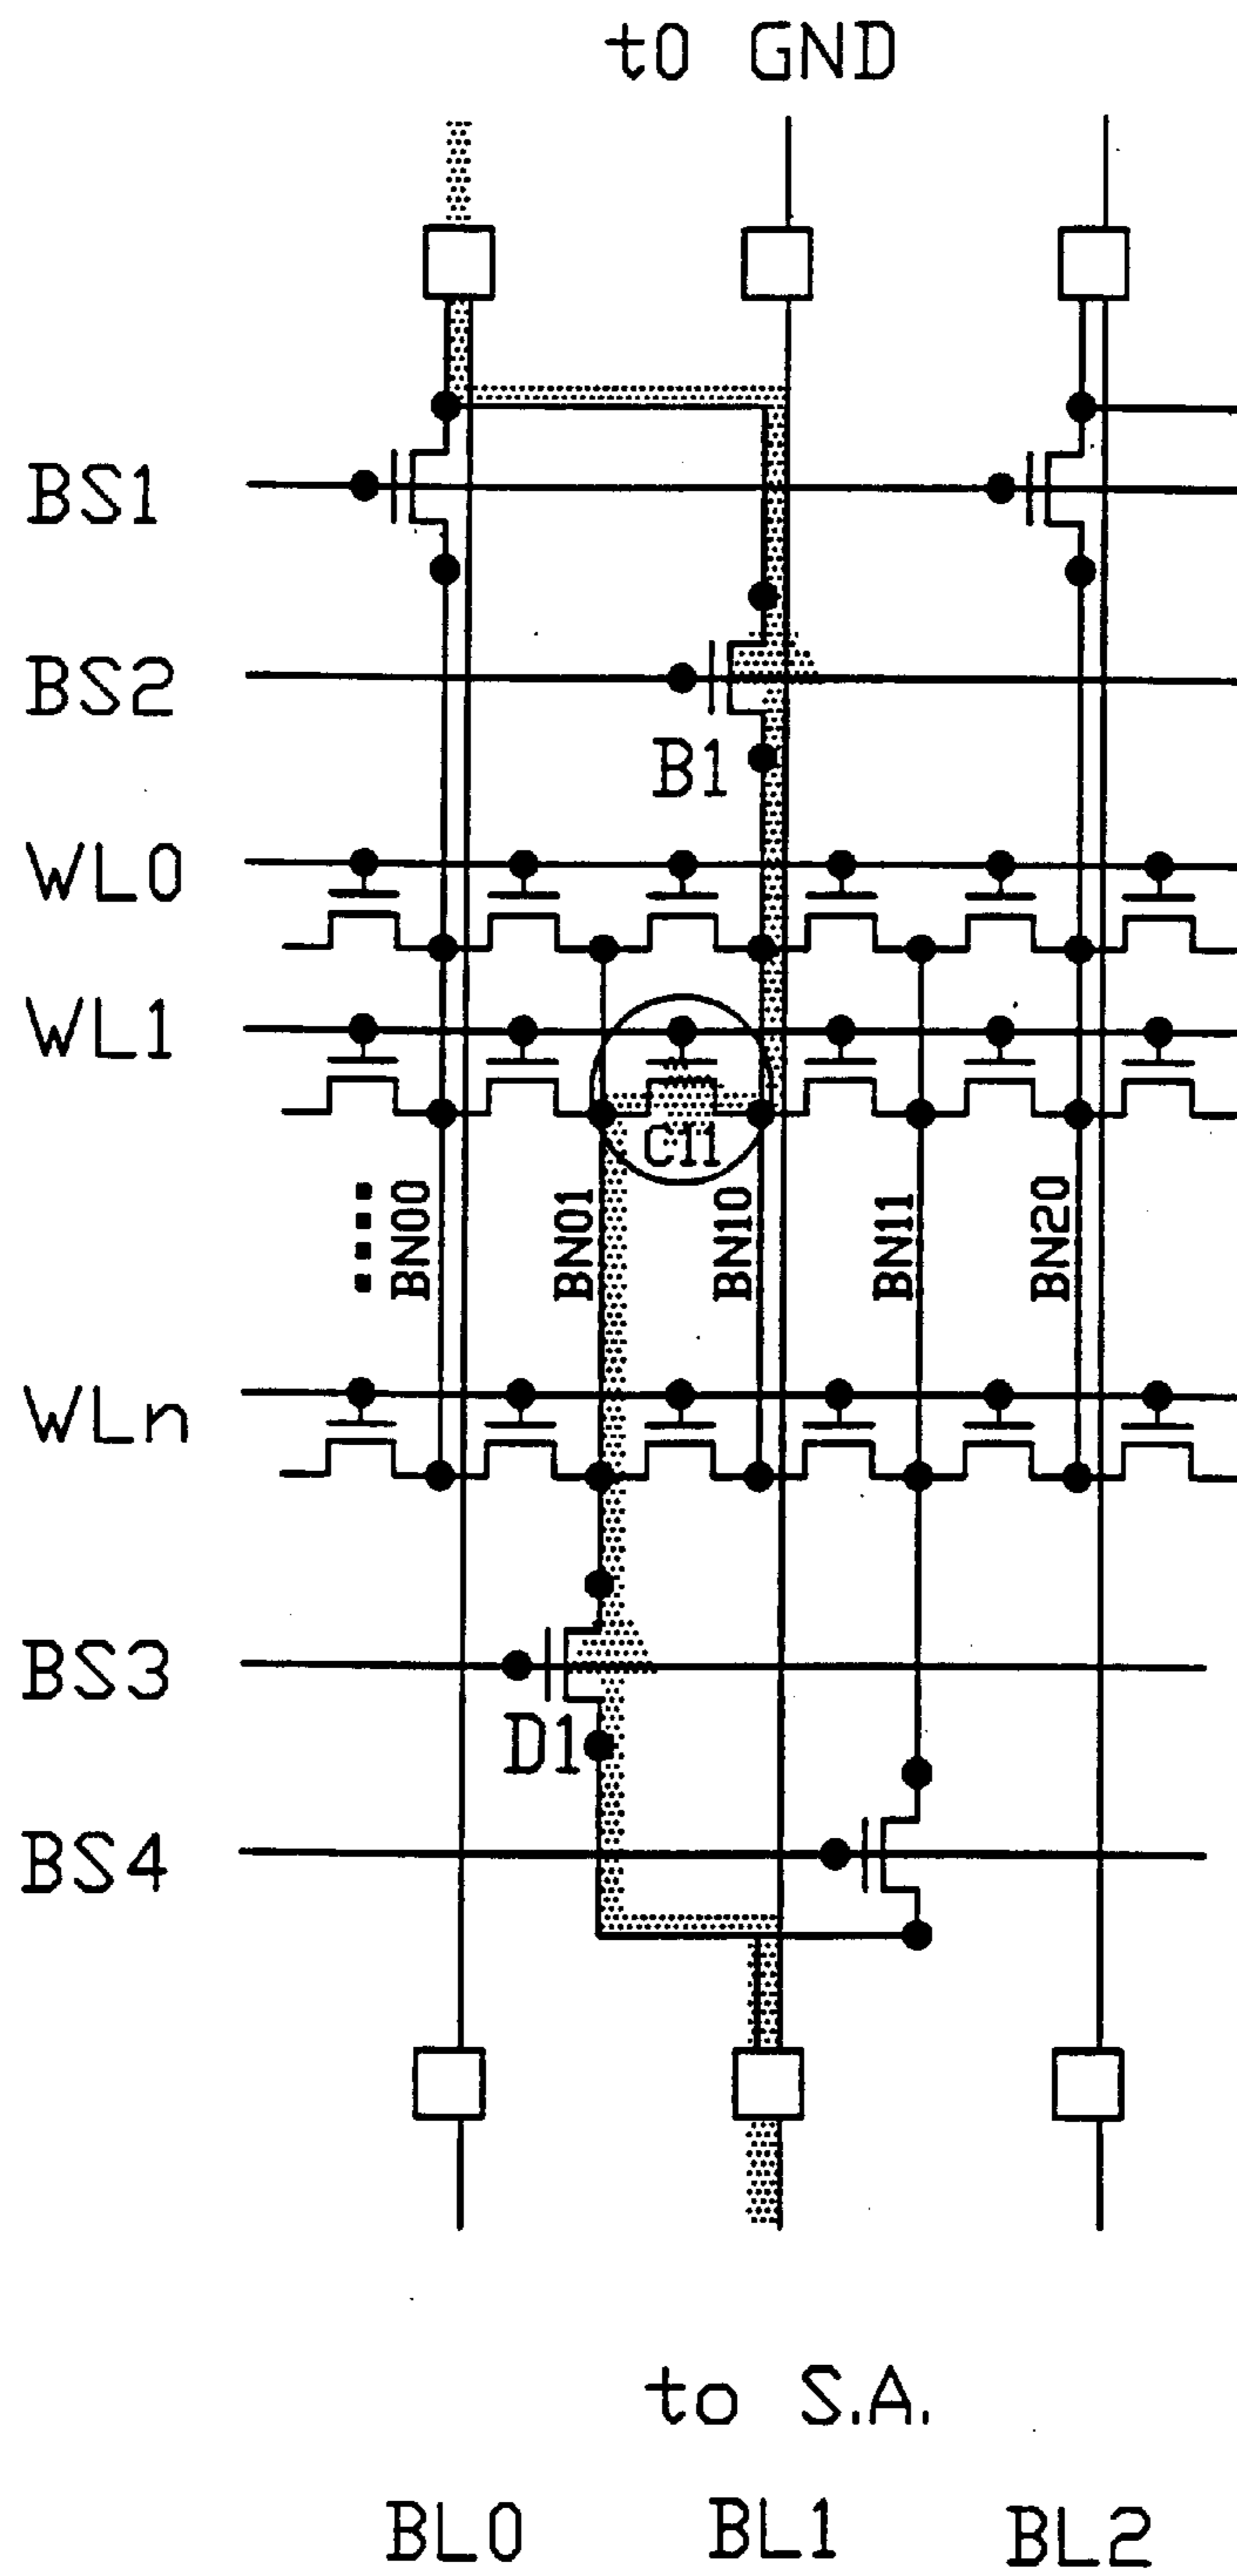 t0 GND
BS1
BS2
B1
WL0
WL1
C11
BN00
BN01
BN10
BN11
BN20
WLn
BS3
D1
BS4
to S.A.
BL0 BL1 BL2